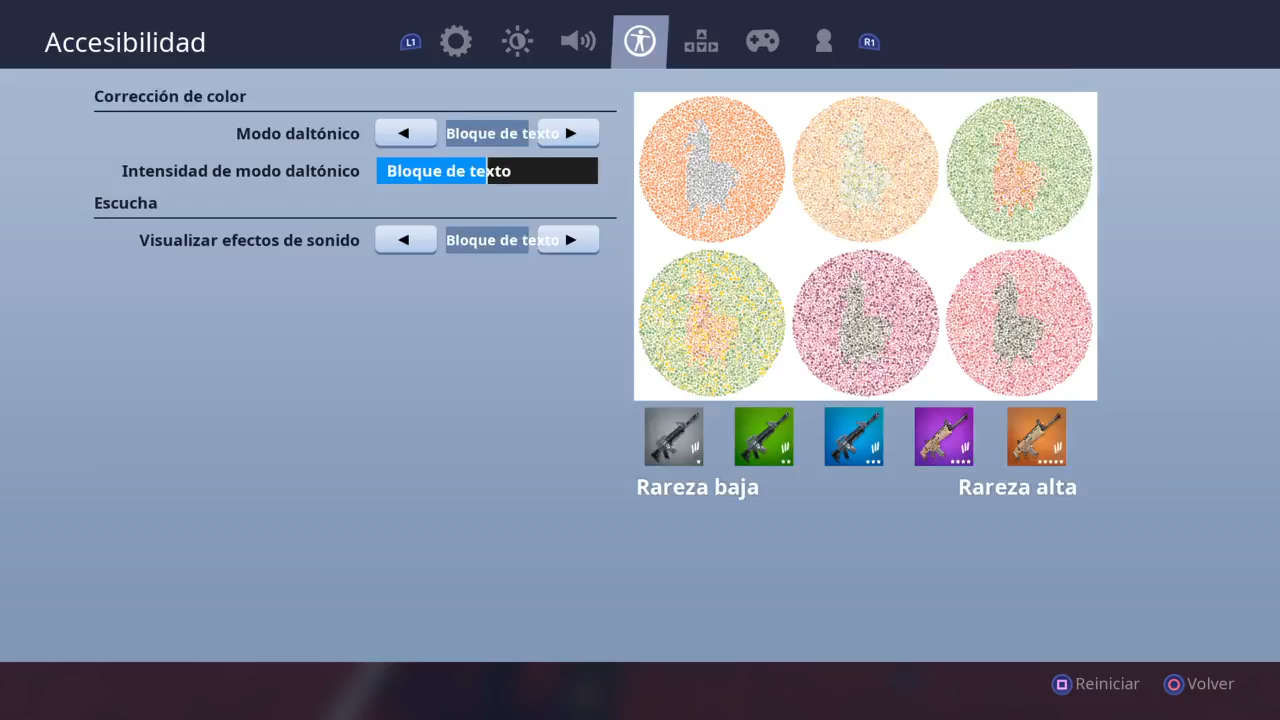 Accesibilidad
L1
R1
Corrección de color
Modo daltónico
Bloque de texto
Intensidad de modo daltónico
Bloque de texto
Escucha
Visualizar efectos de sonido
Bloque de texto
Rareza baja
Rareza alta
Reiniciar
Volver